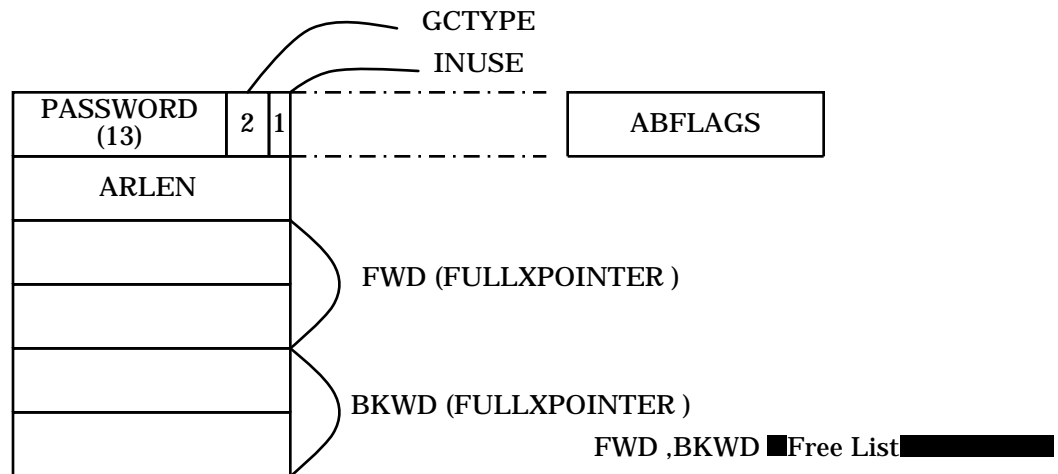 GCTYPE
INUSE
PASSWORD
(13)
2
1
ABFLAGS
ARLEN
FWD (FULLXPOINTER )
BKWD (FULLXPOINTER )
FWD ,BKWD ■Free List